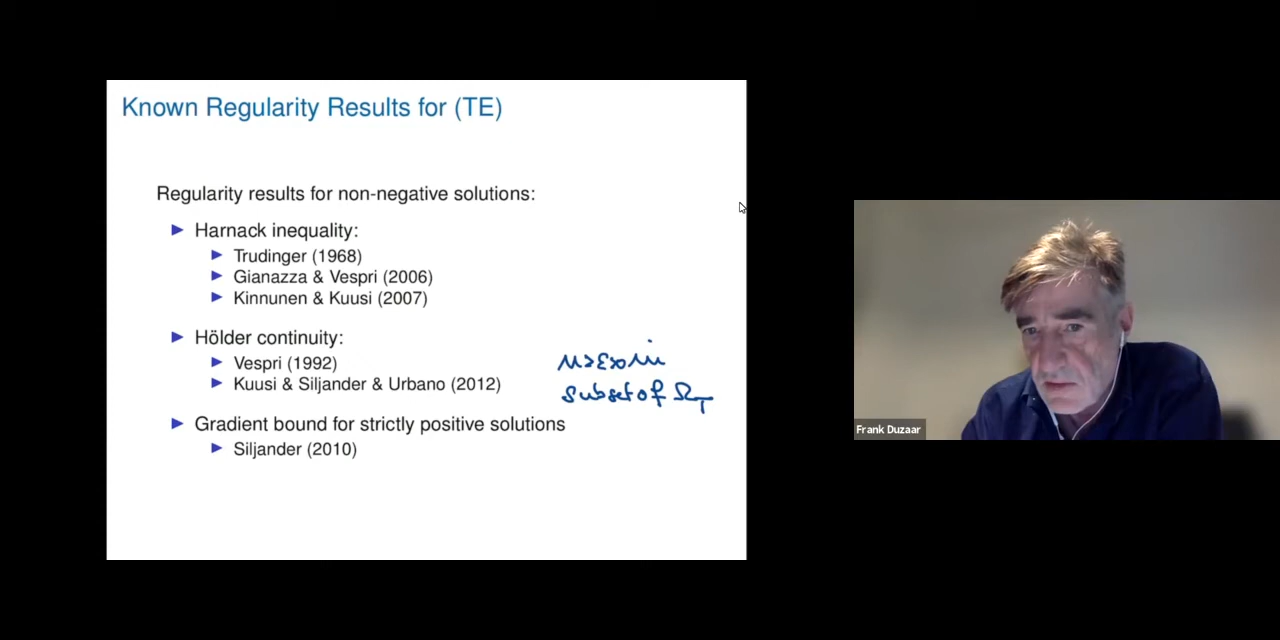 Known Regularity Results for (TE)
Regularity results for non-negative solutions:
► Harnack inequality:
► Trudinger (1968)
► Gianazza & Vespri (2006)
► Kinnunen & Kuusi (2007)
► Hölder continuity:
► Vespri (1992)
► Kuusi & Siljander & Urbano (2012)
u>ε>0 in
subset of Ω_T
► Gradient bound for strictly positive solutions
► Siljander (2010)
Frank Duzaar